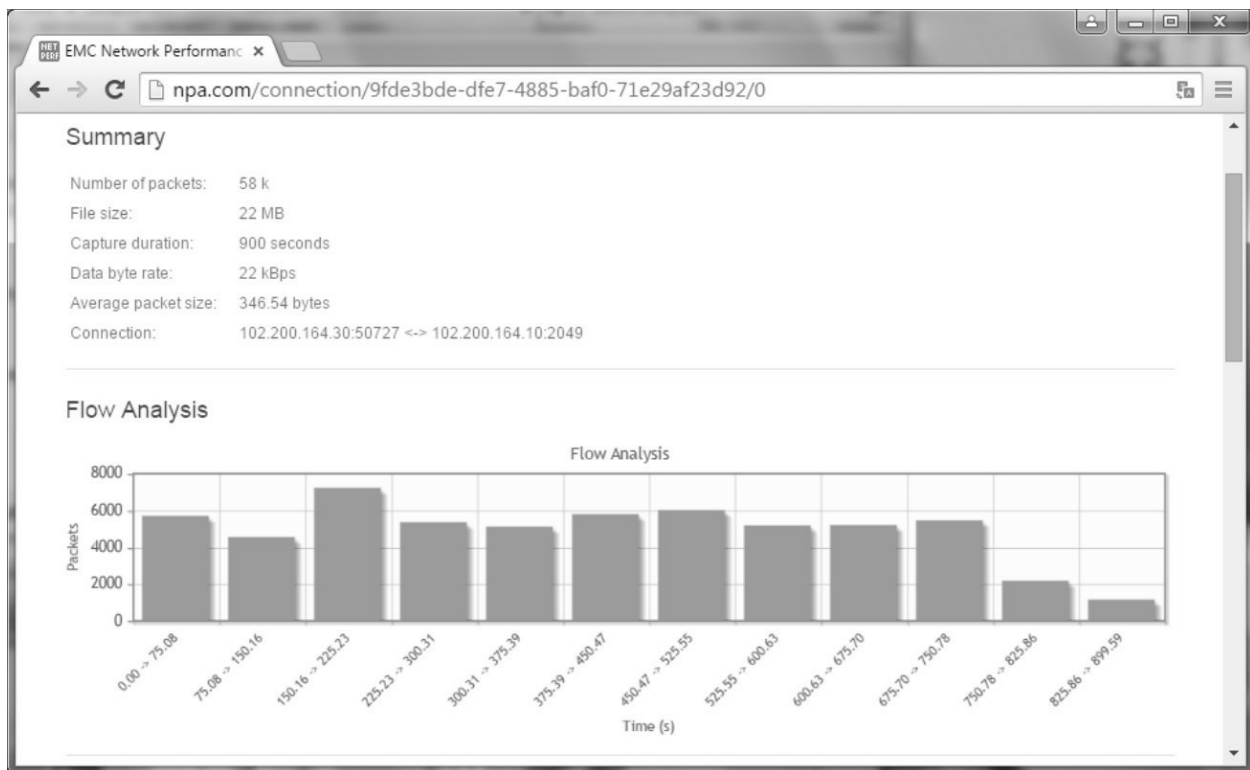 NET
PERF
EMC Network Performanc
npa.com/connection/9fde3bde-dfe7-4885-baf0-71e29af23d92/0
Summary
Number of packets: 58 k
File size: 22 MB
Capture duration: 900 seconds
Data byte rate: 22 kBps
Average packet size: 346.54 bytes
Connection: 102.200.164.30:50727 <-> 102.200.164.10:2049
Flow Analysis
Flow Analysis
8000
6000
4000
2000
0
Packets
0.00 -> 75.08
75.08 -> 150.16
150.16 -> 225.23
225.23 -> 300.31
300.31 -> 375.39
375.39 -> 450.47
450.47 -> 525.55
525.55 -> 600.63
600.63 -> 675.70
675.70 -> 750.78
750.78 -> 825.86
825.86 -> 899.59
Time (s)